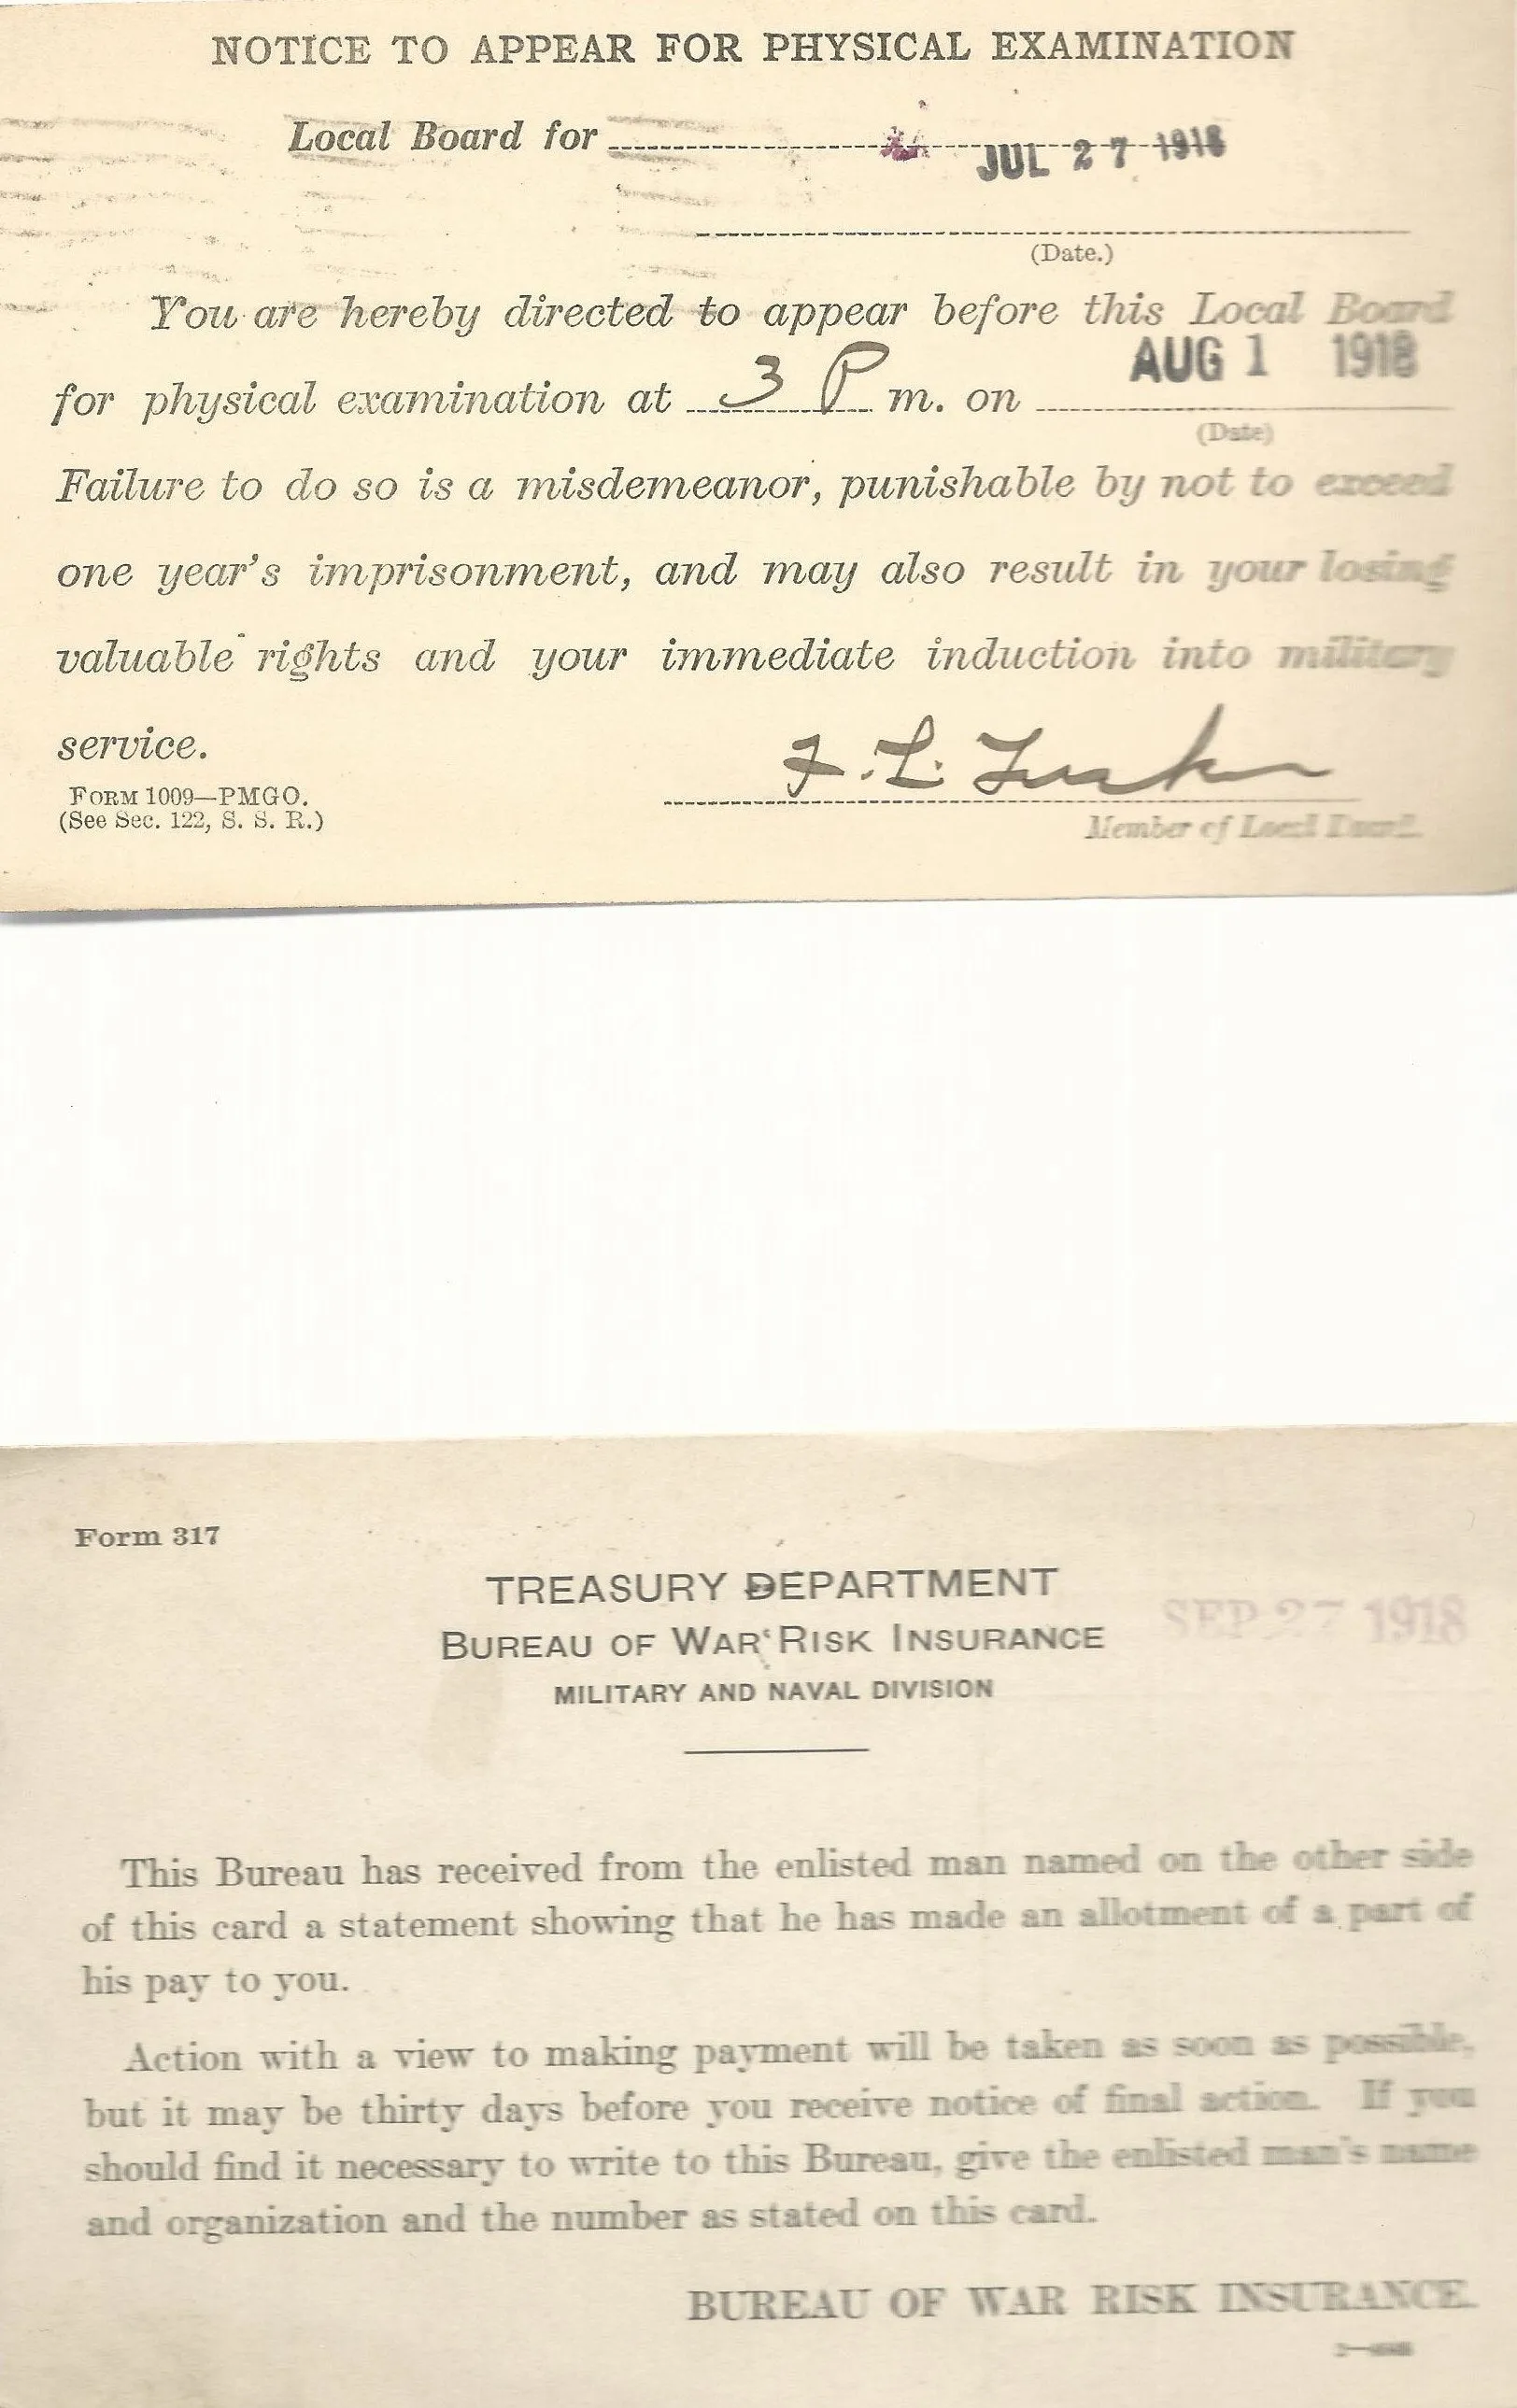 NOTICE TO APPEAR FOR PHYSICAL EXAMINATION
Local Board for JUL 27 1918
(Date.)
You are hereby directed to appear before this Local Board
for physical examination at 3 P m. on AUG 1 1918
(Date)
Failure to do so is a misdemeanor, punishable by not to exceed
one year's imprisonment, and may also result in your losing
valuable rights and your immediate induction into military
service.
FORM 1009—PMGO.
(See Sec. 122, S. S. R.)
F. L.
Member of Local Board.
Form 317
TREASURY DEPARTMENT
BUREAU OF WAR RISK INSURANCE
SEP 27 1918
MILITARY AND NAVAL DIVISION
This Bureau has received from the enlisted man named on the other side
of this card a statement showing that he has made an allotment of a part of
his pay to you.
Action with a view to making payment will be taken as soon as possible,
but it may be thirty days before you receive notice of final action. If you
should find it necessary to write to this Bureau, give the enlisted man's name
and organization and the number as stated on this card.
BUREAU OF WAR RISK INSURANCE.